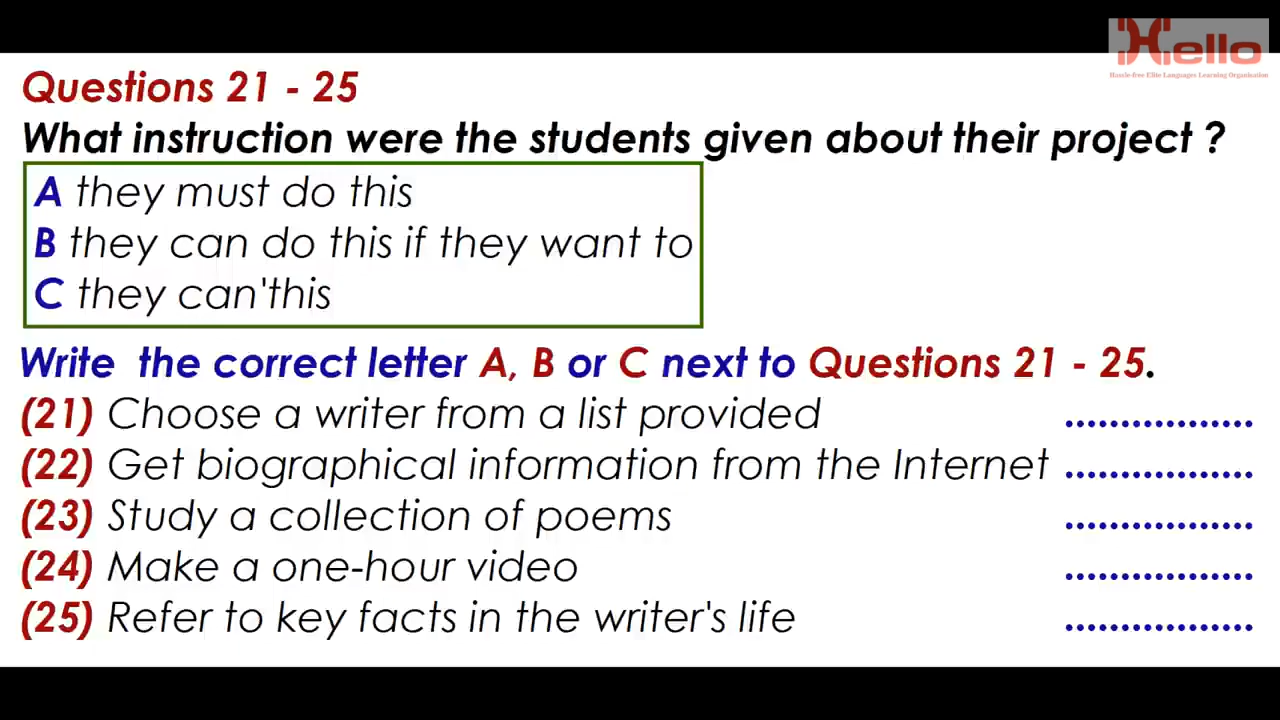 Hello
Hassle-free Elite Languages Learning Organisation
Questions 21 - 25
What instruction were the students given about their project ?
A they must do this
B they can do this if they want to
C they can'this
Write the correct letter A, B or C next to Questions 21 - 25.
(21) Choose a writer from a list provided .................
(22) Get biographical information from the Internet .................
(23) Study a collection of poems .................
(24) Make a one-hour video .................
(25) Refer to key facts in the writer's life .................